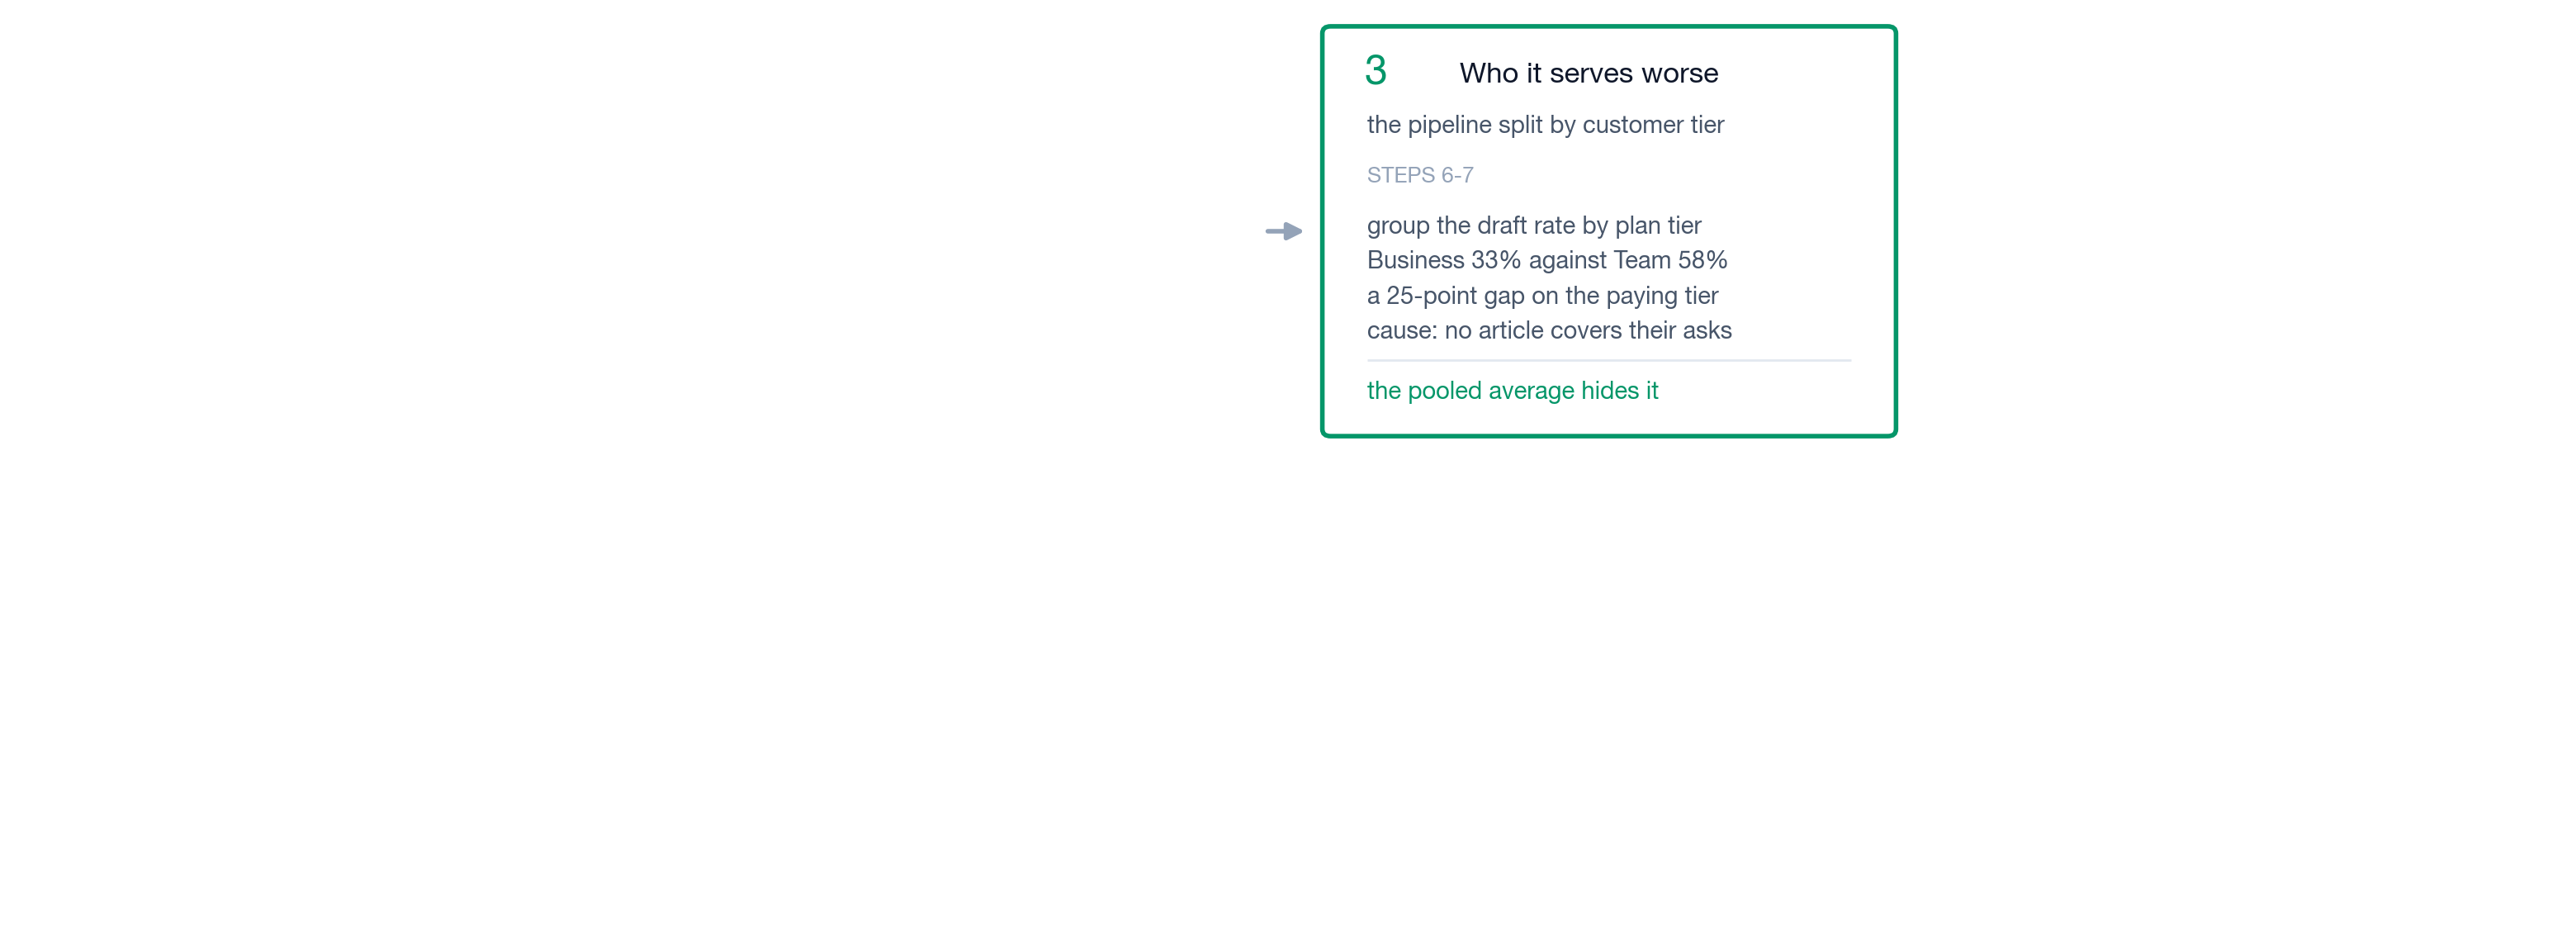 3 Who it serves worse
the pipeline split by customer tier
STEPS 6-7
group the draft rate by plan tier
Business 33% against Team 58%
a 25-point gap on the paying tier
cause: no article covers their asks
the pooled average hides it